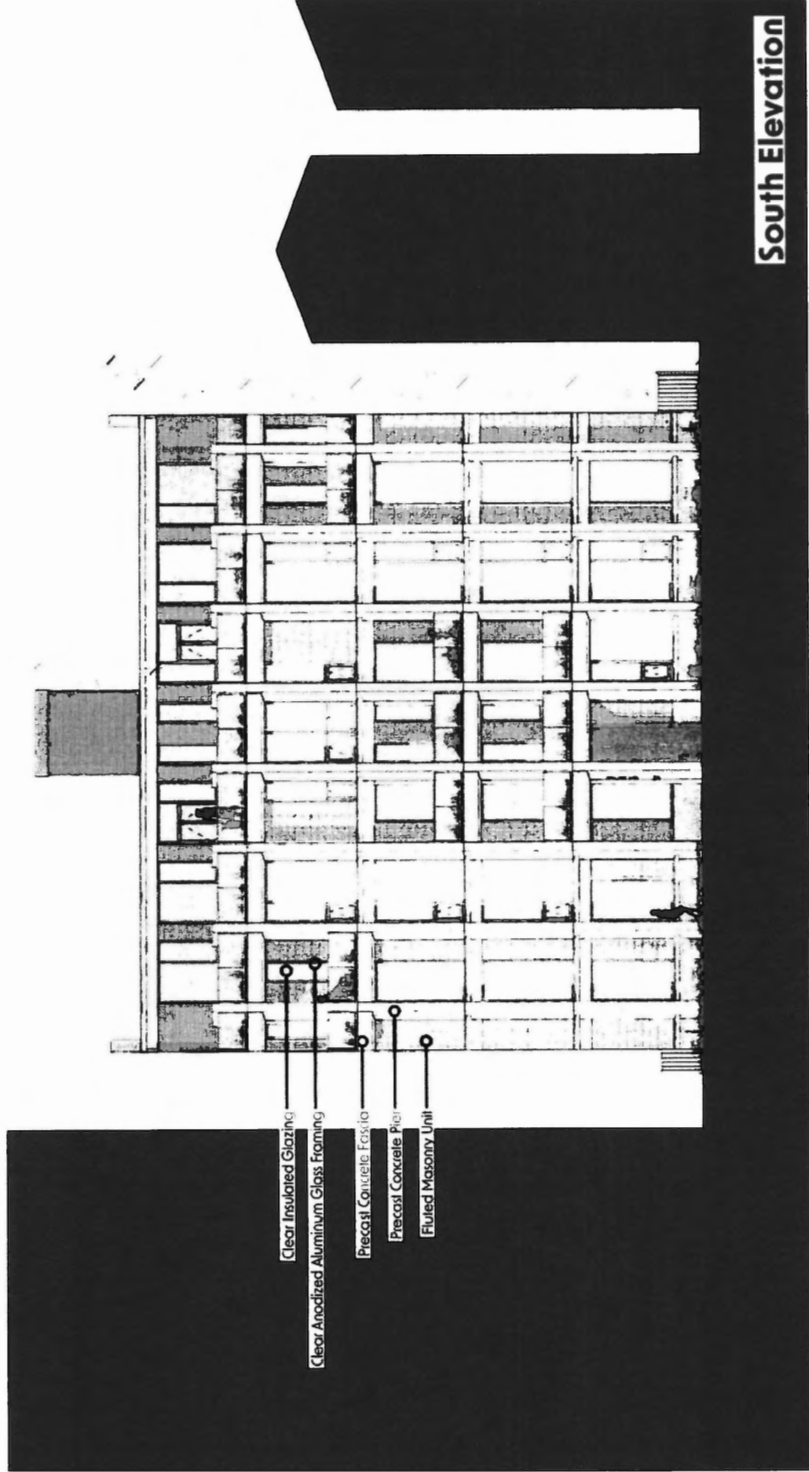 Clear Insulated Glazing
Clear Anodized Aluminum Glass Framing
Precast Concrete Fascia
Precast Concrete Pier
Fluted Masonry Unit
South Elevation